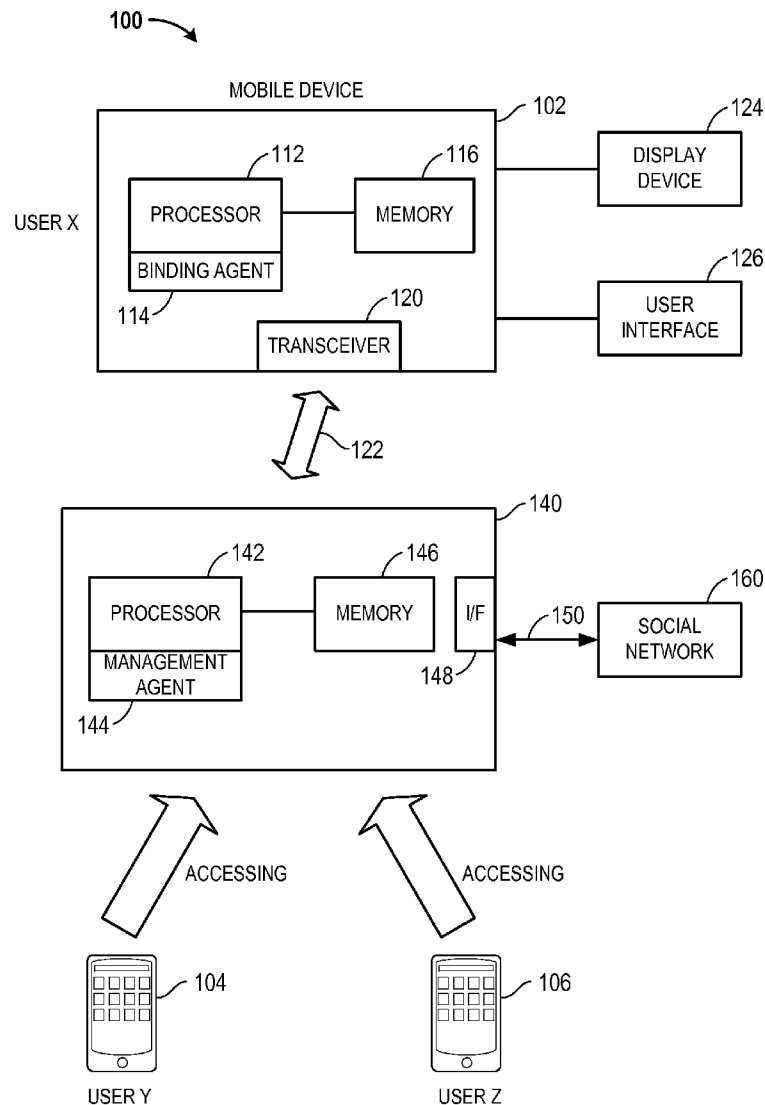 100
MOBILE DEVICE
102
124
112
116
DISPLAY
DEVICE
PROCESSOR
MEMORY
USER X
BINDING AGENT
126
114
120
USER
INTERFACE
TRANSCEIVER
122
140
142
146
160
PROCESSOR
MEMORY
I/F
150
SOCIAL
NETWORK
MANAGEMENT
AGENT
148
144
ACCESSING
ACCESSING
104
106
USER Y
USER Z